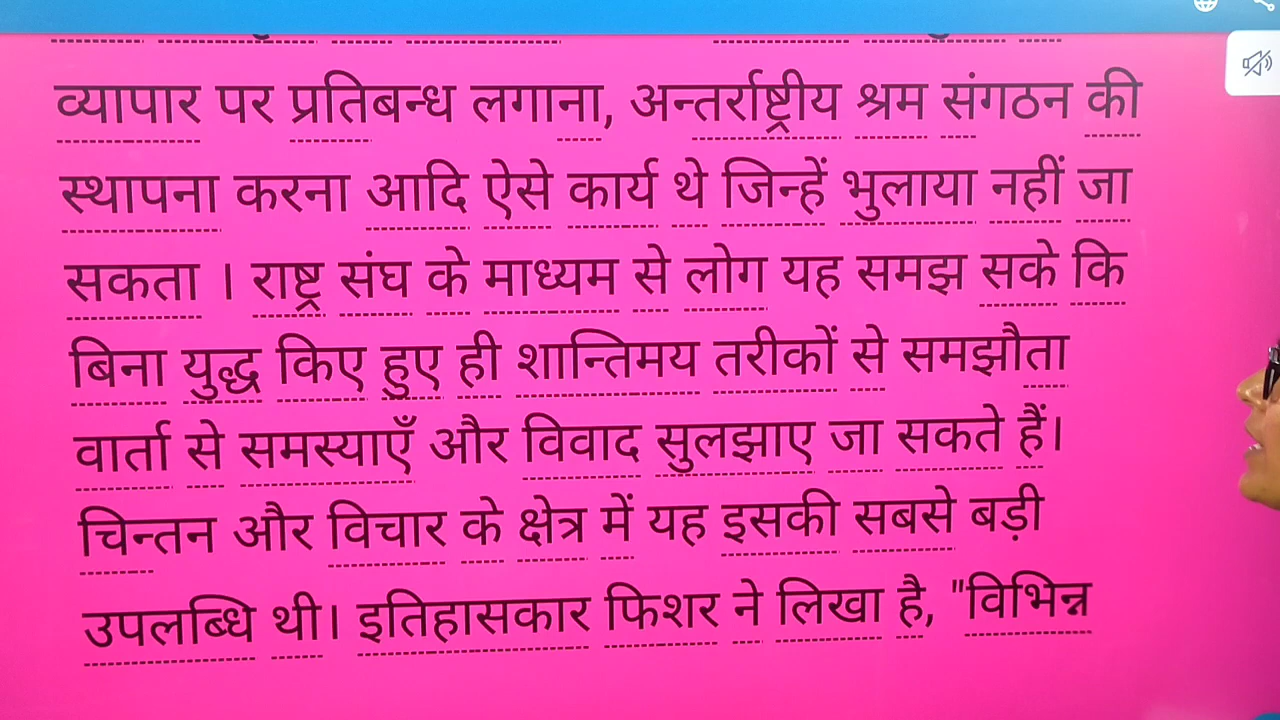 व्यापार पर प्रतिबन्ध लगाना, अन्तर्राष्ट्रीय श्रम संगठन की
स्थापना करना आदि ऐसे कार्य थे जिन्हें भुलाया नहीं जा
सकता । राष्ट्र संघ के माध्यम से लोग यह समझ सके कि
बिना युद्ध किए हुए ही शान्तिमय तरीकों से समझौता
वार्ता से समस्याएँ और विवाद सुलझाए जा सकते हैं।
चिन्तन और विचार के क्षेत्र में यह इसकी सबसे बड़ी
उपलब्धि थी। इतिहासकार फिशर ने लिखा है, "विभिन्न